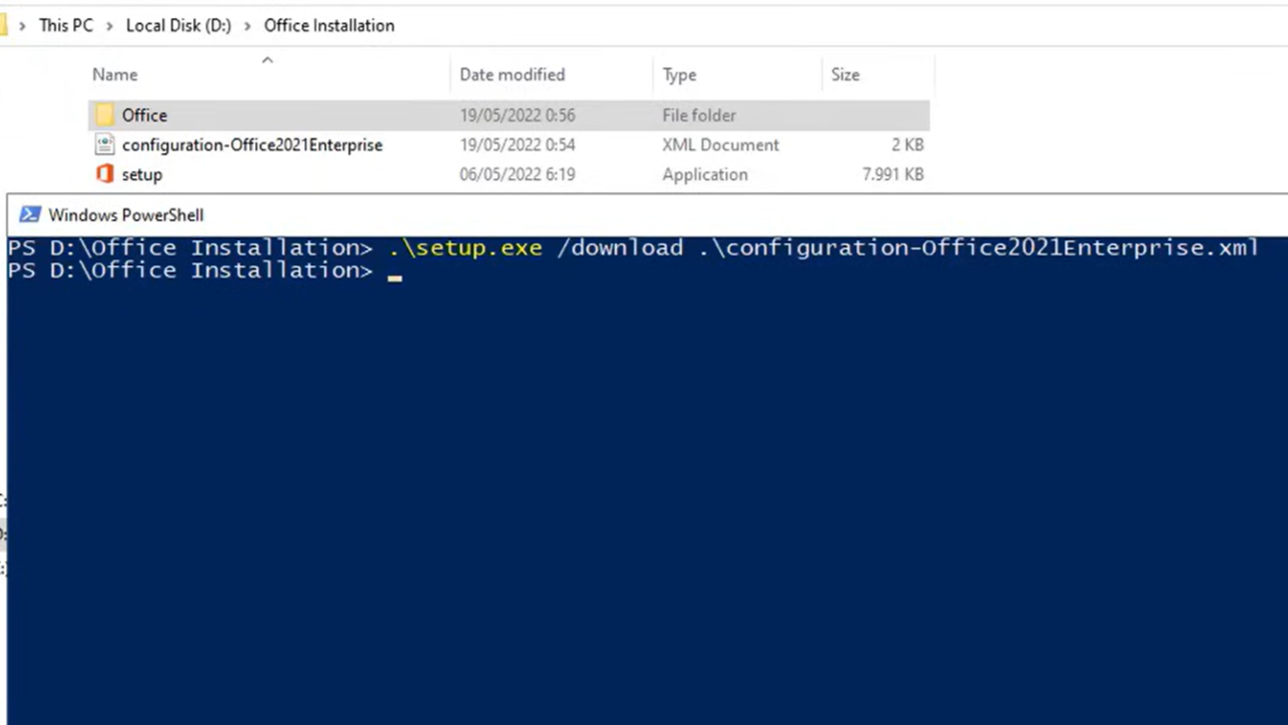 This PC > Local Disk (D:) > Office Installation
Name Date modified Type Size
Office 19/05/2022 0:56 File folder
configuration-Office2021Enterprise 19/05/2022 0:54 XML Document 2 KB
setup 06/05/2022 6:19 Application 7.991 KB
Windows PowerShell
PS D:\Office Installation> .\setup.exe /download .\configuration-Office2021Enterprise.xml
PS D:\Office Installation>